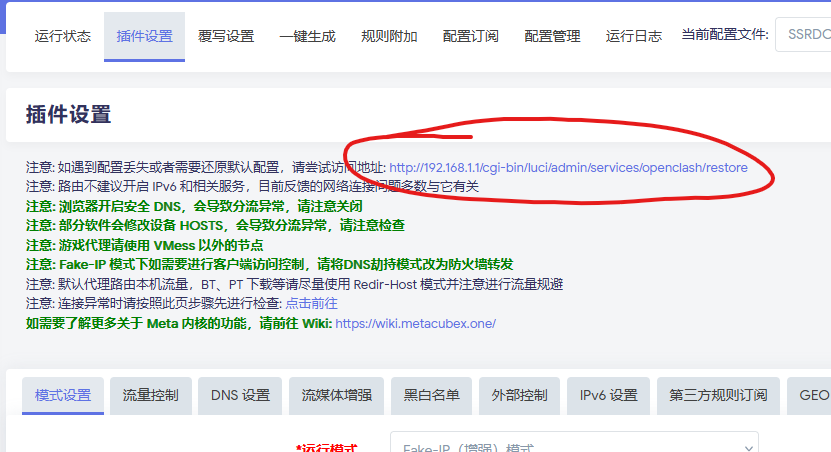 运行状态 插件设置 覆写设置 一键生成 规则附加 配置订阅 配置管理 运行日志 当前配置文件: SSRDC
插件设置
注意: 如遇到配置丢失或者需要还原默认配置，请尝试访问地址: http://192.168.1.1/cgi-bin/luci/admin/services/openclash/restore
注意: 路由不建议开启 IPv6 和相关服务，目前反馈的网络连接问题多数与它有关
注意: 浏览器开启安全 DNS，会导致分流异常，请注意关闭
注意: 部分软件会修改设备 HOSTS，会导致分流异常，请注意检查
注意: 游戏代理请使用 VMess 以外的节点
注意: Fake-IP 模式下如需要进行客户端访问控制，请将DNS劫持模式改为防火墙转发
注意: 默认代理路由本机流量，BT、PT 下载等请尽量使用 Redir-Host 模式并注意进行流量规避
注意: 连接异常时请按照此页步骤先进行检查: 点击前往
如需要了解更多关于 Meta 内核的功能，请前往 Wiki: https://wiki.metacubex.one/
模式设置 流量控制 DNS 设置 流媒体增强 黑白名单 外部控制 IPv6 设置 第三方规则订阅 GEO
*运行模式 Fake-IP（增强）模式